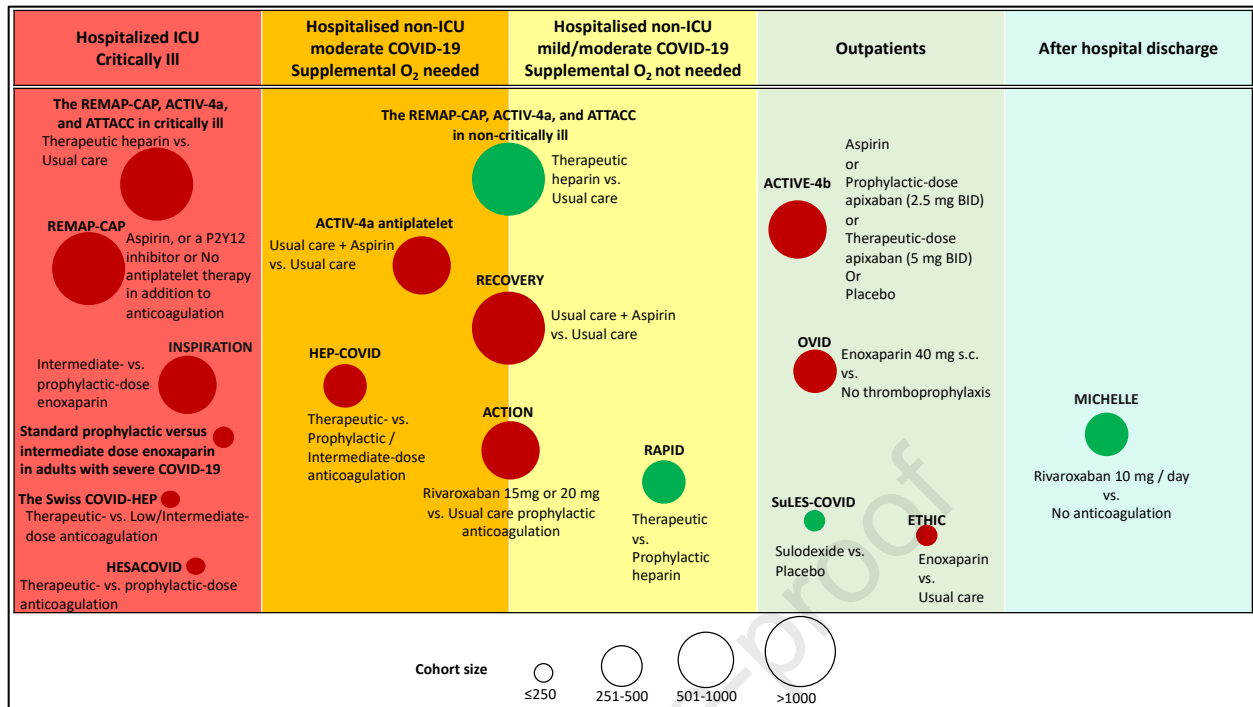 Hospitalized ICU
Critically Ill
Hospitalised non-ICU
moderate COVID-19
Supplemental O₂ needed
Hospitalised non-ICU
mild/moderate COVID-19
Supplemental O₂ not needed
Outpatients
After hospital discharge
The REMAP-CAP, ACTIV-4a,
and ATTACC in critically ill
Therapeutic heparin vs.
Usual care
REMAP-CAP
Aspirin, or a P2Y12
inhibitor or No
antiplatelet therapy
in addition to
anticoagulation
INSPIRATION
Intermediate- vs.
prophylactic-dose
enoxaparin
Standard prophylactic versus
intermediate dose enoxaparin
in adults with severe COVID-19
The Swiss COVID-HEP
Therapeutic- vs. Low/Intermediate-
dose anticoagulation
HESACOVID
Therapeutic- vs. prophylactic-dose
anticoagulation
The REMAP-CAP, ACTIV-4a, and ATTACC
in non-critically ill
Therapeutic
heparin vs.
Usual care
ACTIV-4a antiplatelet
Usual care + Aspirin
vs. Usual care
RECOVERY
Usual care + Aspirin
vs. Usual care
HEP-COVID
Therapeutic- vs.
Prophylactic /
Intermediate-dose
anticoagulation
ACTION
Rivaroxaban 15mg or 20 mg
vs. Usual care prophylactic
anticoagulation
RAPID
Therapeutic
vs.
Prophylactic
heparin
ACTIVE-4b
Aspirin
or
Prophylactic-dose
apixaban (2.5 mg BID)
or
Therapeutic-dose
apixaban (5 mg BID)
Or
Placebo
OVID
Enoxaparin 40 mg s.c.
vs.
No thromboprophylaxis
SuLES-COVID
Sulodexide vs.
Placebo
ETHIC
Enoxaparin
vs.
Usual care
MICHELLE
Rivaroxaban 10 mg / day
vs.
No anticoagulation
Cohort size
≤250
251-500
501-1000
>1000